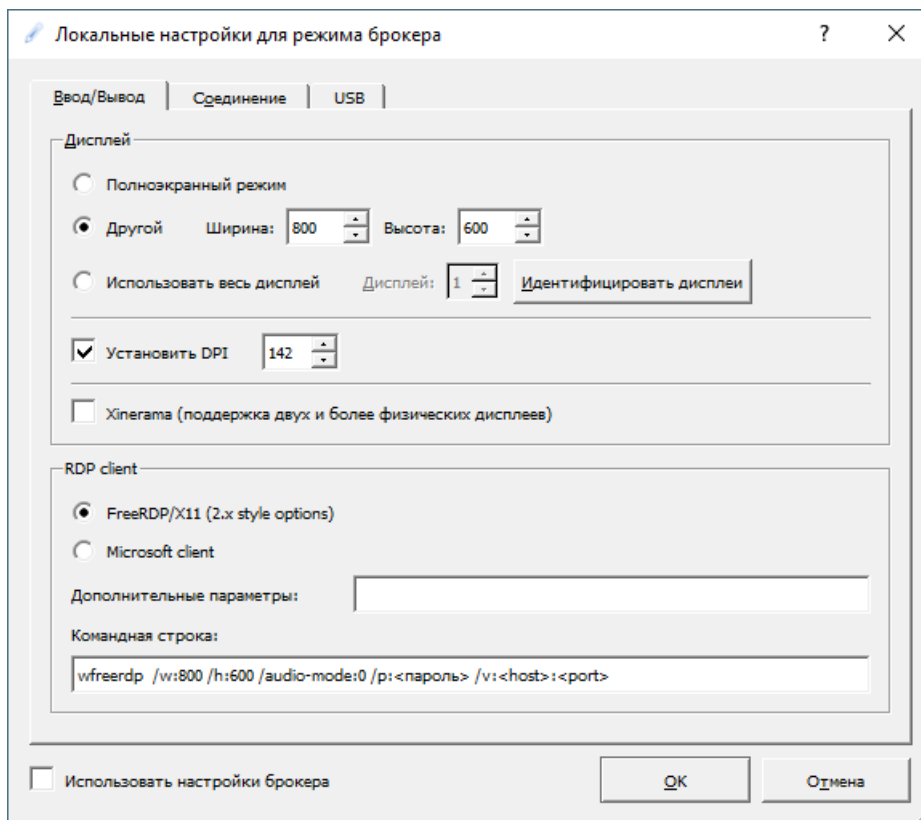 Локальные настройки для режима брокера ?
Ввод/Вывод Соединение USB
Дисплей
Полноэкранный режим
Другой Ширина: 800 Высота: 600
Использовать весь дисплей Дисплей: 1 Идентифицировать дисплеи
Установить DPI 142
Xinerama (поддержка двух и более физических дисплеев)
RDP client
FreeRDP/X11 (2.x style options)
Microsoft client
Дополнительные параметры:
Командная строка:
wfreerdp /w:800 /h:600 /audio-mode:0 /p:<пароль> /v:<host>:<port>
Использовать настройки брокера OK Отмена